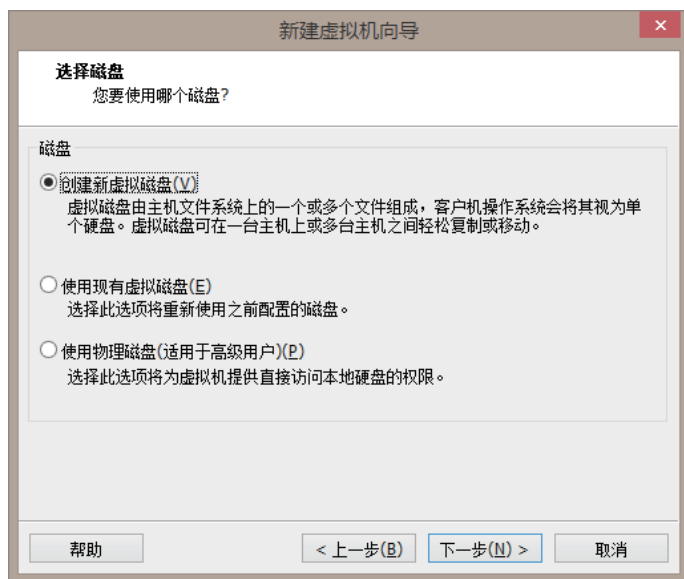 新建虚拟机向导
选择磁盘
您要使用哪个磁盘?
磁盘
创建新虚拟磁盘(V)
虚拟磁盘由主机文件系统上的一个或多个文件组成，客户机操作系统会将其视为单
个硬盘。虚拟磁盘可在一台主机上或多台主机之间轻松复制或移动。
使用现有虚拟磁盘(E)
选择此选项将重新使用之前配置的磁盘。
使用物理磁盘(适用于高级用户)(P)
选择此选项将为虚拟机提供直接访问本地硬盘的权限。
帮助
< 上一步(B)
下一步(N) >
取消